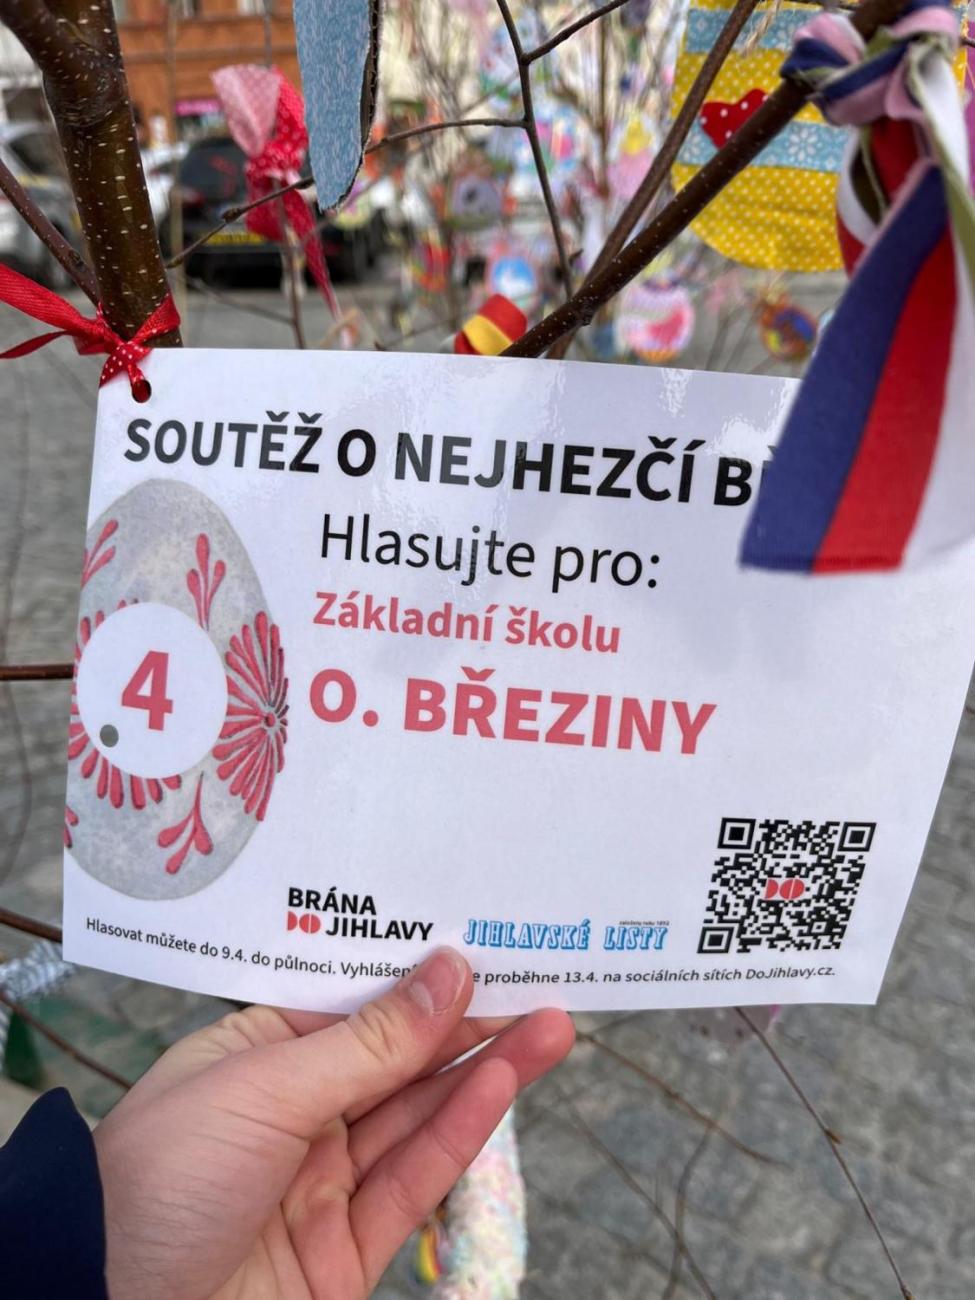 SOUTĚŽ O NEJHEZČÍ
Hlasujte pro:
Základní školu
O. BŘEZINY
4
BRÁNA
DO JIHLAVY
JIHLAVSKÉ LISTY
DO
Hlasovat můžete do 9.4. do půlnoci. proběhne 13.4. na sociálních sítích DoJihlavy.cz.